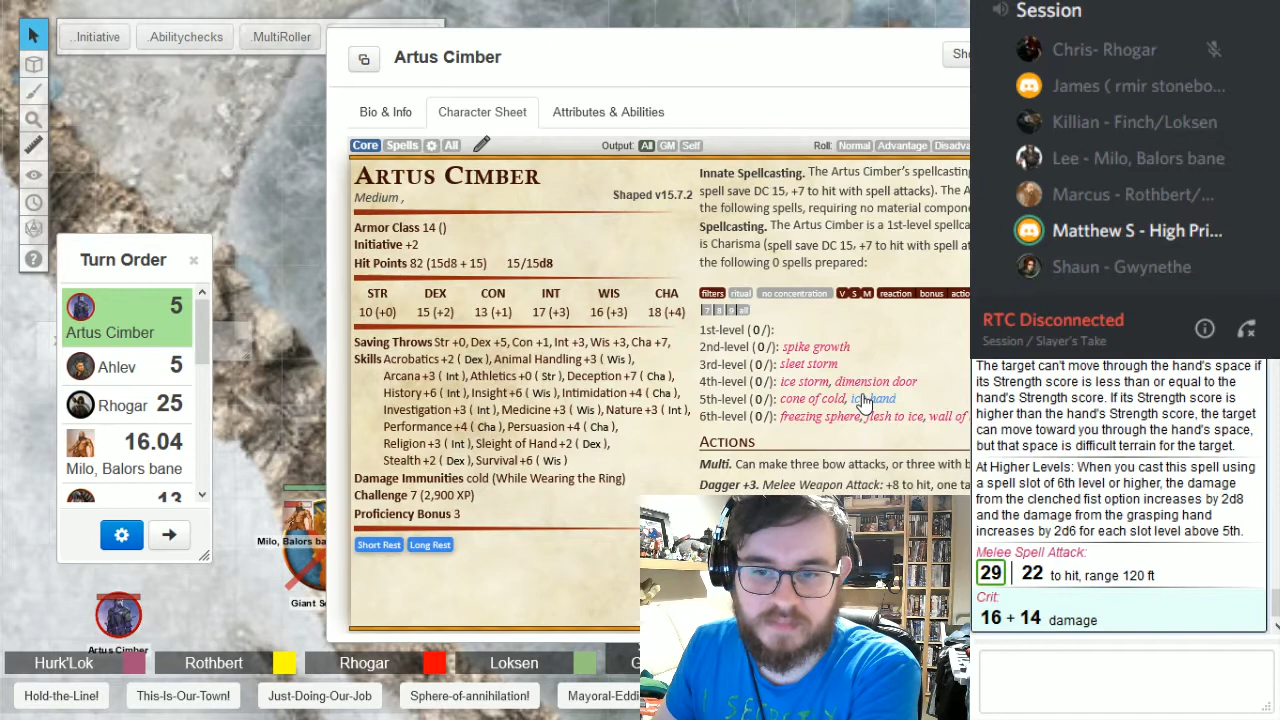 ..Initiative
.Abilitychecks
.MultiRoller
Artus Cimber
Bio & Info
Character Sheet
Attributes & Abilities
Core Spells All
Output: All GM Self
Roll: Normal Advantage Disadva
ARTUS CIMBER
Medium ,
Shaped v15.7.2
Armor Class 14 ()
Initiative +2
Hit Points 82 (15d8 + 15) 15/15d8
STR DEX CON INT WIS CHA
10 (+0) 15 (+2) 13 (+1) 17 (+3) 16 (+3) 18 (+4)
Saving Throws Str +0, Dex +5, Con +1, Int +3, Wis +3, Cha +7,
Skills Acrobatics +2 ( Dex), Animal Handling +3 ( Wis),
Arcana +3 ( Int), Athletics +0 ( Str), Deception +7 ( Cha),
History +6 ( Int), Insight +6 ( Wis), Intimidation +4 ( Cha),
Investigation +3 ( Int), Medicine +3 ( Wis), Nature +3 ( Int),
Performance +4 ( Cha), Persuasion +4 ( Cha),
Religion +3 ( Int), Sleight of Hand +2 ( Dex),
Stealth +2 ( Dex), Survival +6 ( Wis)
Damage Immunities cold (While Wearing the Ring)
Challenge 7 (2,900 XP)
Proficiency Bonus 3
Short Rest Long Rest
Innate Spellcasting. The Artus Cimber's spellcasting
spell save DC 15, +7 to hit with spell attacks). The A
the following spells, requiring no material compone
Spellcasting. The Artus Cimber is a 1st-level spellca
is Charisma (spell save DC 15, +7 to hit with spell at
the following 0 spells prepared:
filters ritual no concentration V S M reaction bonus actio
7 8 9 all
1st-level (0 /):
2nd-level (0 /): spike growth
3rd-level (0 /): sleet storm
4th-level (0 /): ice storm, dimension door
5th-level (0 /): cone of cold, hand
6th-level (0 /): freezing sphere, flesh to ice, wall of
ACTIONS
Multi. Can make three bow attacks, or three with b
Dagger +3. Melee Weapon Attack: +8 to hit, one ta
Turn Order
5
Artus Cimber
Ahlev 5
Rhogar 25
16.04
Milo, Balors bane
13
Milo, Balors ba
Giant S
Artus Cimber
Hurk'Lok
Rothbert
Rhogar
Loksen
G
Hold-the-Line!
This-Is-Our-Town!
Just-Doing-Our-Job
Sphere-of-annihilation!
Mayoral-Eddi
Session
Chris- Rhogar
James ( rmir stonebo...
Killian - Finch/Loksen
Lee - Milo, Balors bane
Marcus - Rothbert/...
Matthew S - High Pri...
Shaun - Gwynethe
RTC Disconnected
Session / Slayer's Take
The target can't move through the hand's space if
its Strength score is less than or equal to the
hand's Strength score. If its Strength score is
higher than the hand's Strength score, the target
can move toward you through the hand's space,
but that space is difficult terrain for the target.
At Higher Levels: When you cast this spell using
a spell slot of 6th level or higher, the damage
from the clenched fist option increases by 2d8
and the damage from the grasping hand
increases by 2d6 for each slot level above 5th.
Melee Spell Attack:
29 | 22 to hit, range 120 ft
Crit:
16 + 14 damage